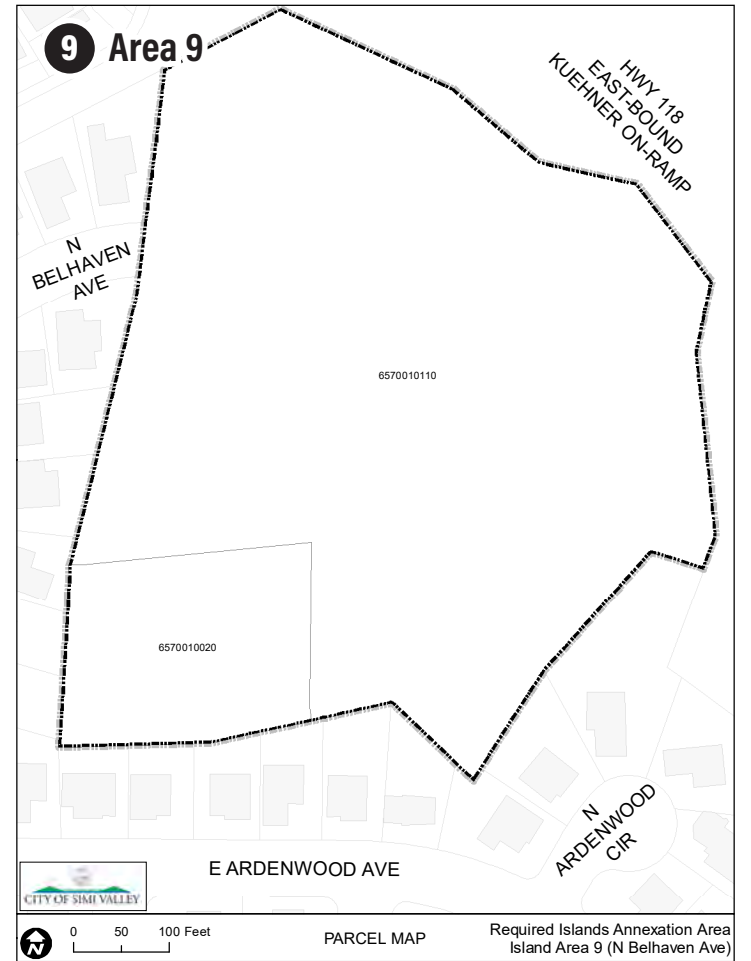 9 Area 9
HWY 118
EAST-BOUND
KUEHNER ON-RAMP
N
BELHAVEN
AVE
6570010110
6570010020
N
ARDENWOOD
CIR
E ARDENWOOD AVE
CITY OF SIMI VALLEY
N
0 50 100 Feet
PARCEL MAP
Required Islands Annexation Area
Island Area 9 (N Belhaven Ave)